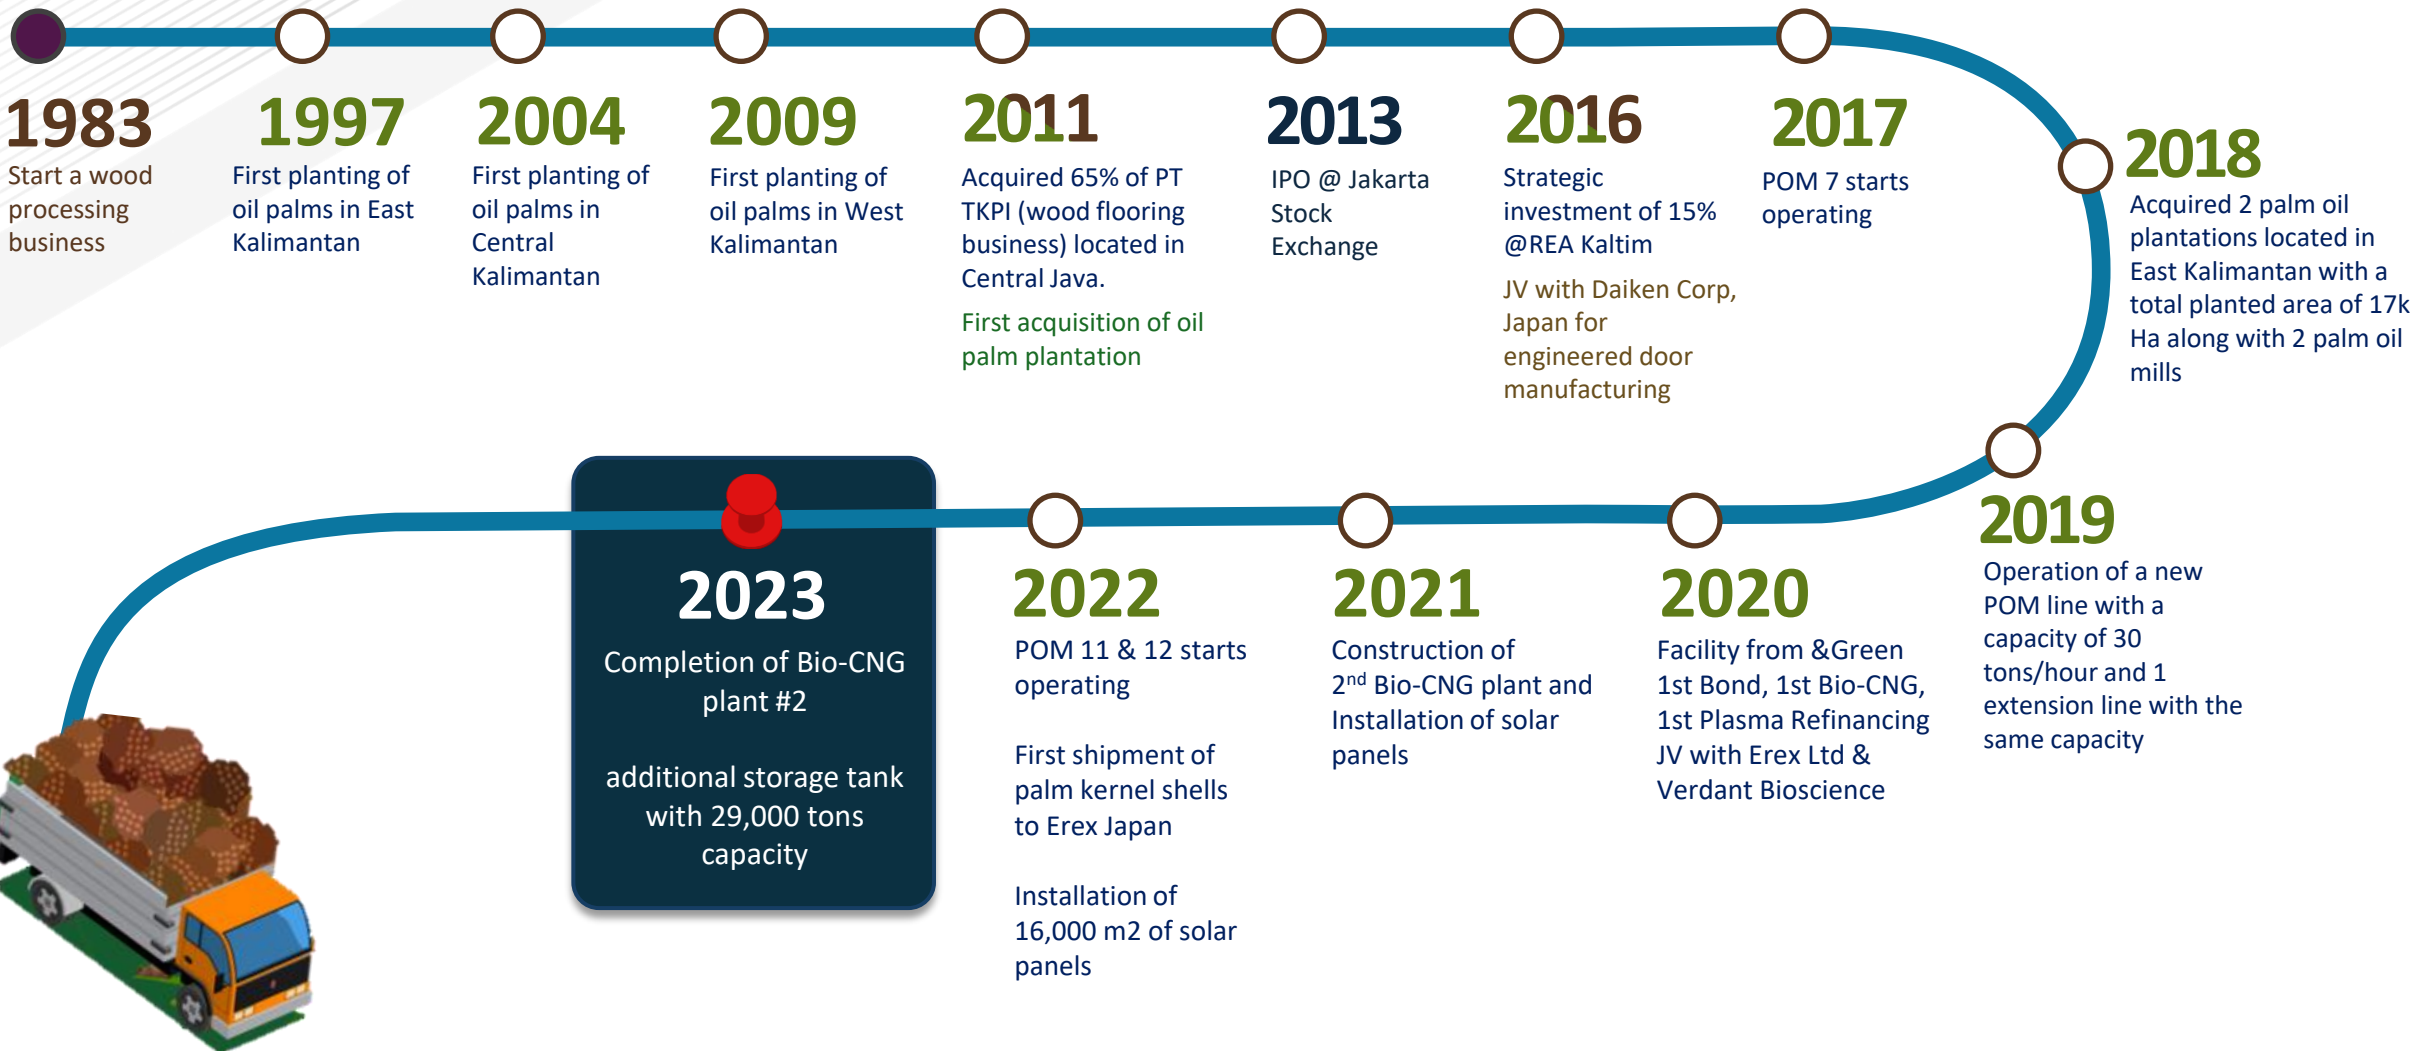 1983
Start a wood
processing
business
1997
First planting of
oil palms in East
Kalimantan
2004
First planting of
oil palms in
Central
Kalimantan
2009
First planting of
oil palms in West
Kalimantan
2011
Acquired 65% of PT
TKPI (wood flooring
business) located in
Central Java.
First acquisition of oil
palm plantation
2013
IPO @ Jakarta
Stock
Exchange
2016
Strategic
investment of 15%
@REA Kaltim
JV with Daiken Corp,
Japan for
engineered door
manufacturing
2017
POM 7 starts
operating
2018
Acquired 2 palm oil
plantations located in
East Kalimantan with a
total planted area of 17k
Ha along with 2 palm oil
mills
2019
Operation of a new
POM line with a
capacity of 30
tons/hour and 1
extension line with the
same capacity
2020
Facility from &Green
1st Bond, 1st Bio-CNG,
1st Plasma Refinancing
JV with Erex Ltd &
Verdant Bioscience
2021
Construction of
2nd Bio-CNG plant and
Installation of solar
panels
2022
POM 11 & 12 starts
operating
First shipment of
palm kernel shells
to Erex Japan
Installation of
16,000 m2 of solar
panels
2023
Completion of Bio-CNG
plant #2
additional storage tank
with 29,000 tons
capacity